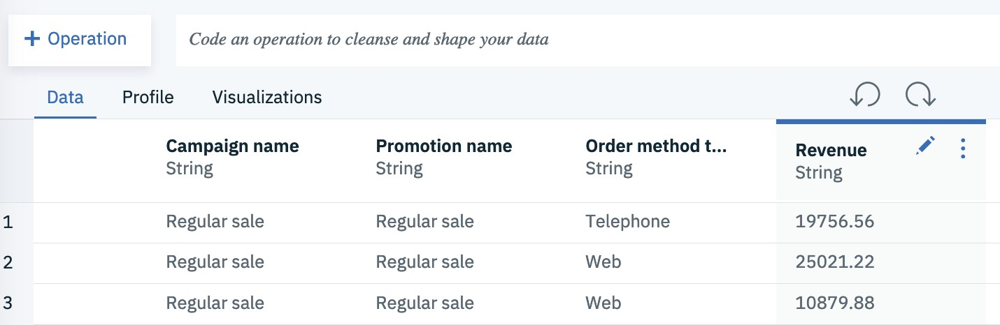 + Operation
Code an operation to cleanse and shape your data
Data Profile Visualizations
Campaign name Promotion name Order method t... Revenue
String String String String
1 Regular sale Regular sale Telephone 19756.56
2 Regular sale Regular sale Web 25021.22
3 Regular sale Regular sale Web 10879.88